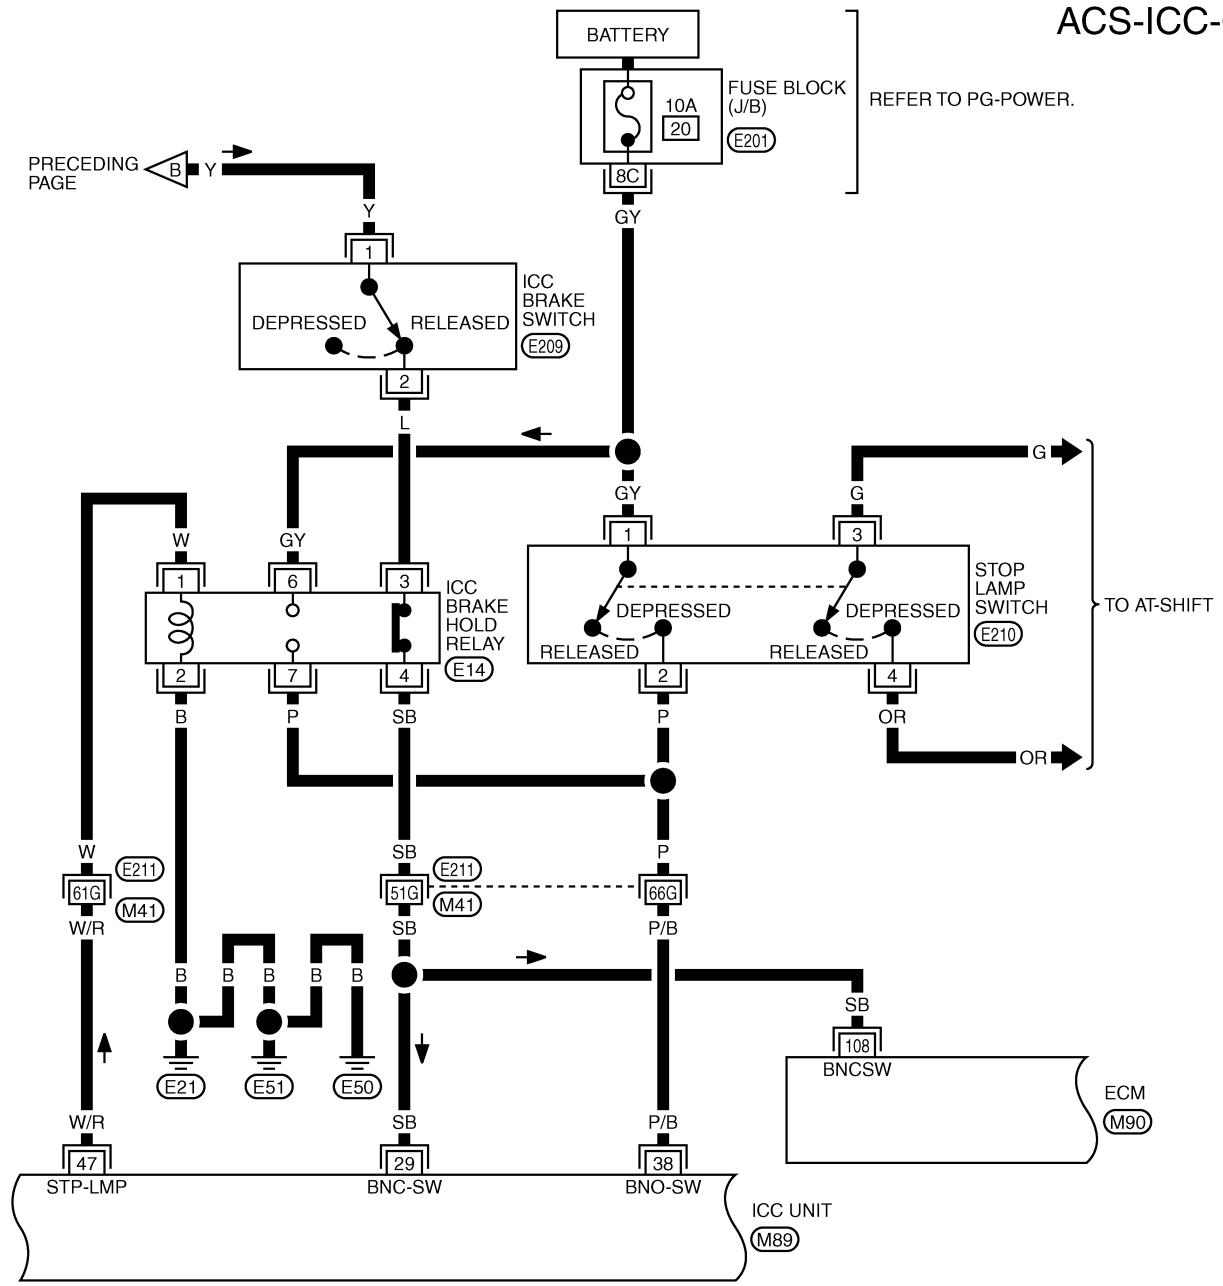 ACS-ICC-
BATTERY
FUSE BLOCK
(J/B)
10A
20
E201
REFER TO PG-POWER.
8C
GY
PRECEDING
PAGE
B
Y
Y
1
ICC
BRAKE
SWITCH
DEPRESSED
RELEASED
E209
2
L
G
GY
G
W
GY
1
3
1
6
3
ICC
BRAKE
HOLD
RELAY
E14
STOP
LAMP
SWITCH
E210
DEPRESSED
DEPRESSED
RELEASED
RELEASED
TO AT-SHIFT
2
7
4
2
4
B
P
SB
P
OR
OR
W
SB
P
E211
E211
61G
51G
66G
M41
M41
W/R
SB
P/B
B
B
B
B
B
SB
108
BNCSW
E21
E51
E50
ECM
M90
W/R
SB
P/B
47
29
38
STP-LMP
BNC-SW
BNO-SW
ICC UNIT
M89